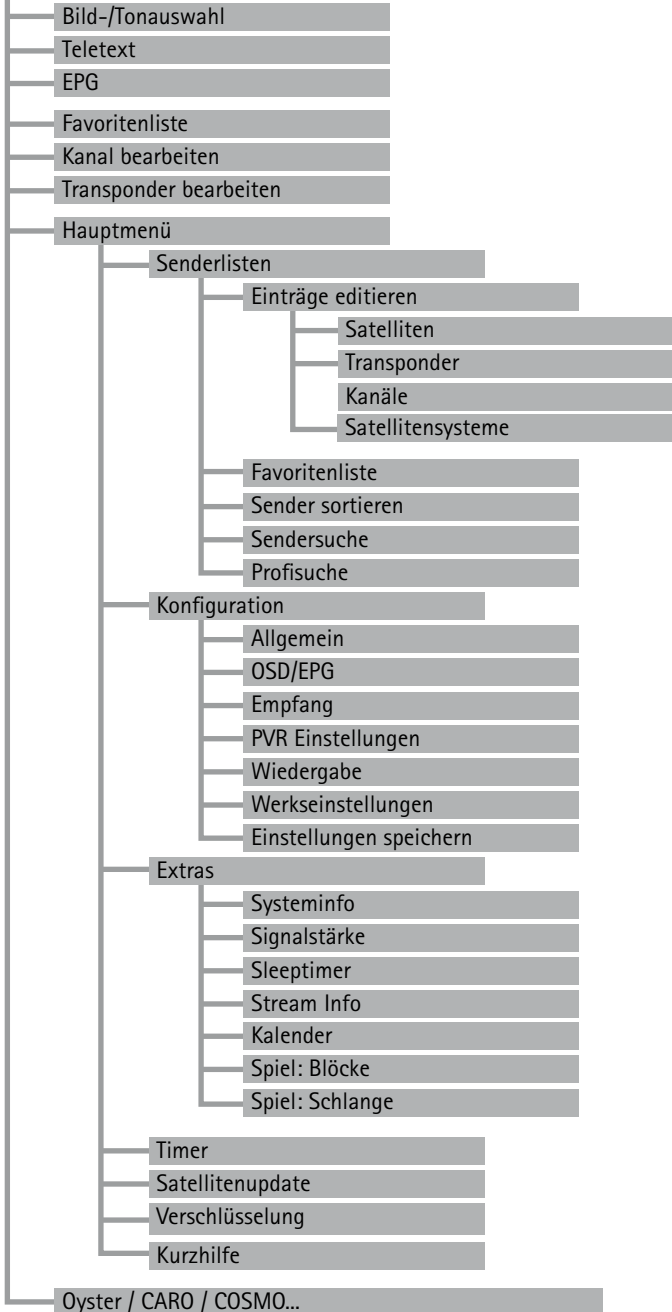 Bild-/Tonauswahl
Teletext
EPG
Favoritenliste
Kanal bearbeiten
Transponder bearbeiten
Hauptmenü
Senderlisten
Einträge editieren
Satelliten
Transponder
Kanäle
Satellitensysteme
Favoritenliste
Sender sortieren
Sendersuche
Profisuche
Konfiguration
Allgemein
OSD/EPG
Empfang
PVR Einstellungen
Wiedergabe
Werkseinstellungen
Einstellungen speichern
Extras
Systeminfo
Signalstärke
Sleeptimer
Stream Info
Kalender
Spiel: Blöcke
Spiel: Schlange
Timer
Satellitenupdate
Verschlüsselung
Kurzhilfe
Oyster / CARO / COSMO...